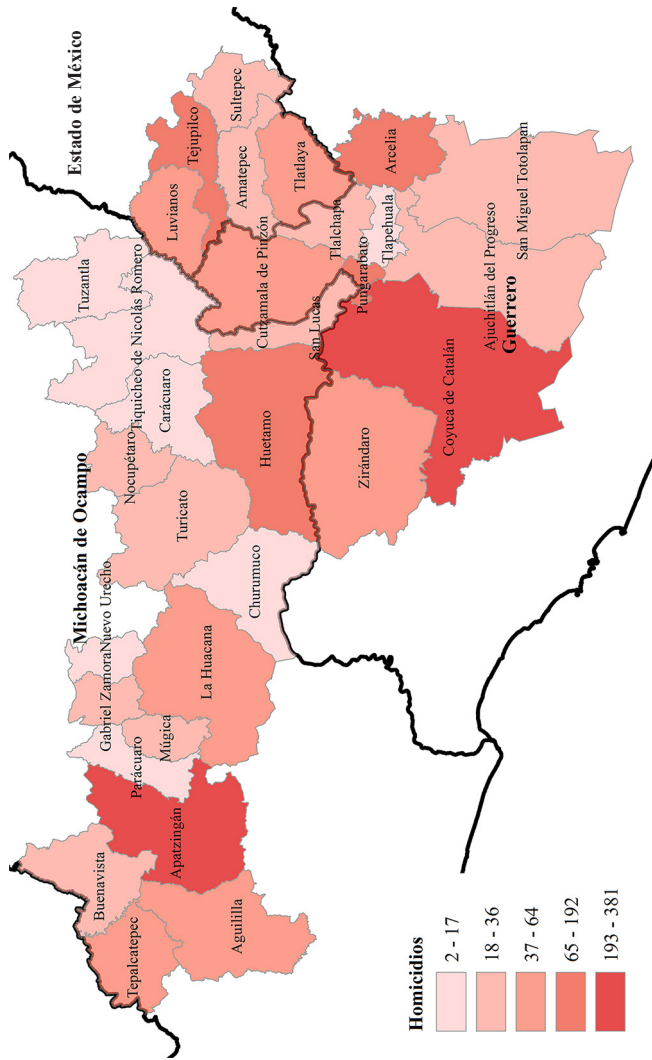 Estado de México
Michoacán de Ocampo
Guerrero
Sultepec
Tejupilco
Amatepec
Luvianos
Tlatlaya
Arcelia
San Miguel Totolapan
Tlalchapa
Tlapehuala
Cutzamala de Pinzón
Pungarabato
Ajuchitlán del Progreso
Tuzantla
Tiquicheo de Nicolás Romero
San Lucas
Coyuca de Catalán
Carácuaro
Huetamo
Zirándaro
Nocupétaro
Turicato
Churumuco
Nuevo Urecho
Gabriel Zamora
La Huacana
Múgica
Parácuaro
Apatzingán
Buenavista
Aguililla
Tepalcatepec
Homicidios
2 - 17
18 - 36
37 - 64
65 - 192
193 - 381